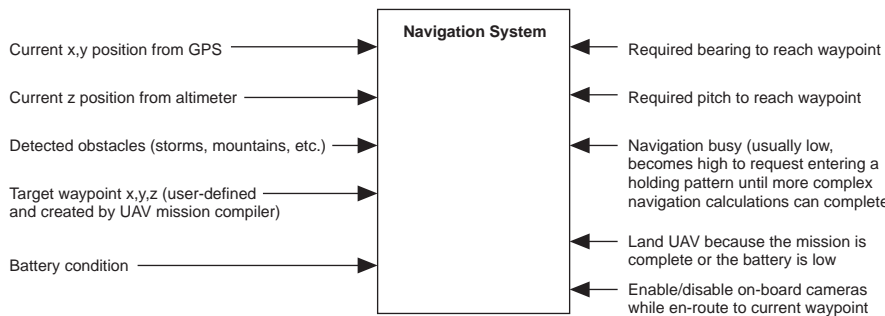 Navigation System
Current x,y position from GPS
Current z position from altimeter
Detected obstacles (storms, mountains, etc.)
Target waypoint x,y,z (user-defined
and created by UAV mission compiler)
Battery condition
Required bearing to reach waypoint
Required pitch to reach waypoint
Navigation busy (usually low,
becomes high to request entering a
holding pattern until more complex
navigation calculations can complete
Land UAV because the mission is
complete or the battery is low
Enable/disable on-board cameras
while en-route to current waypoint